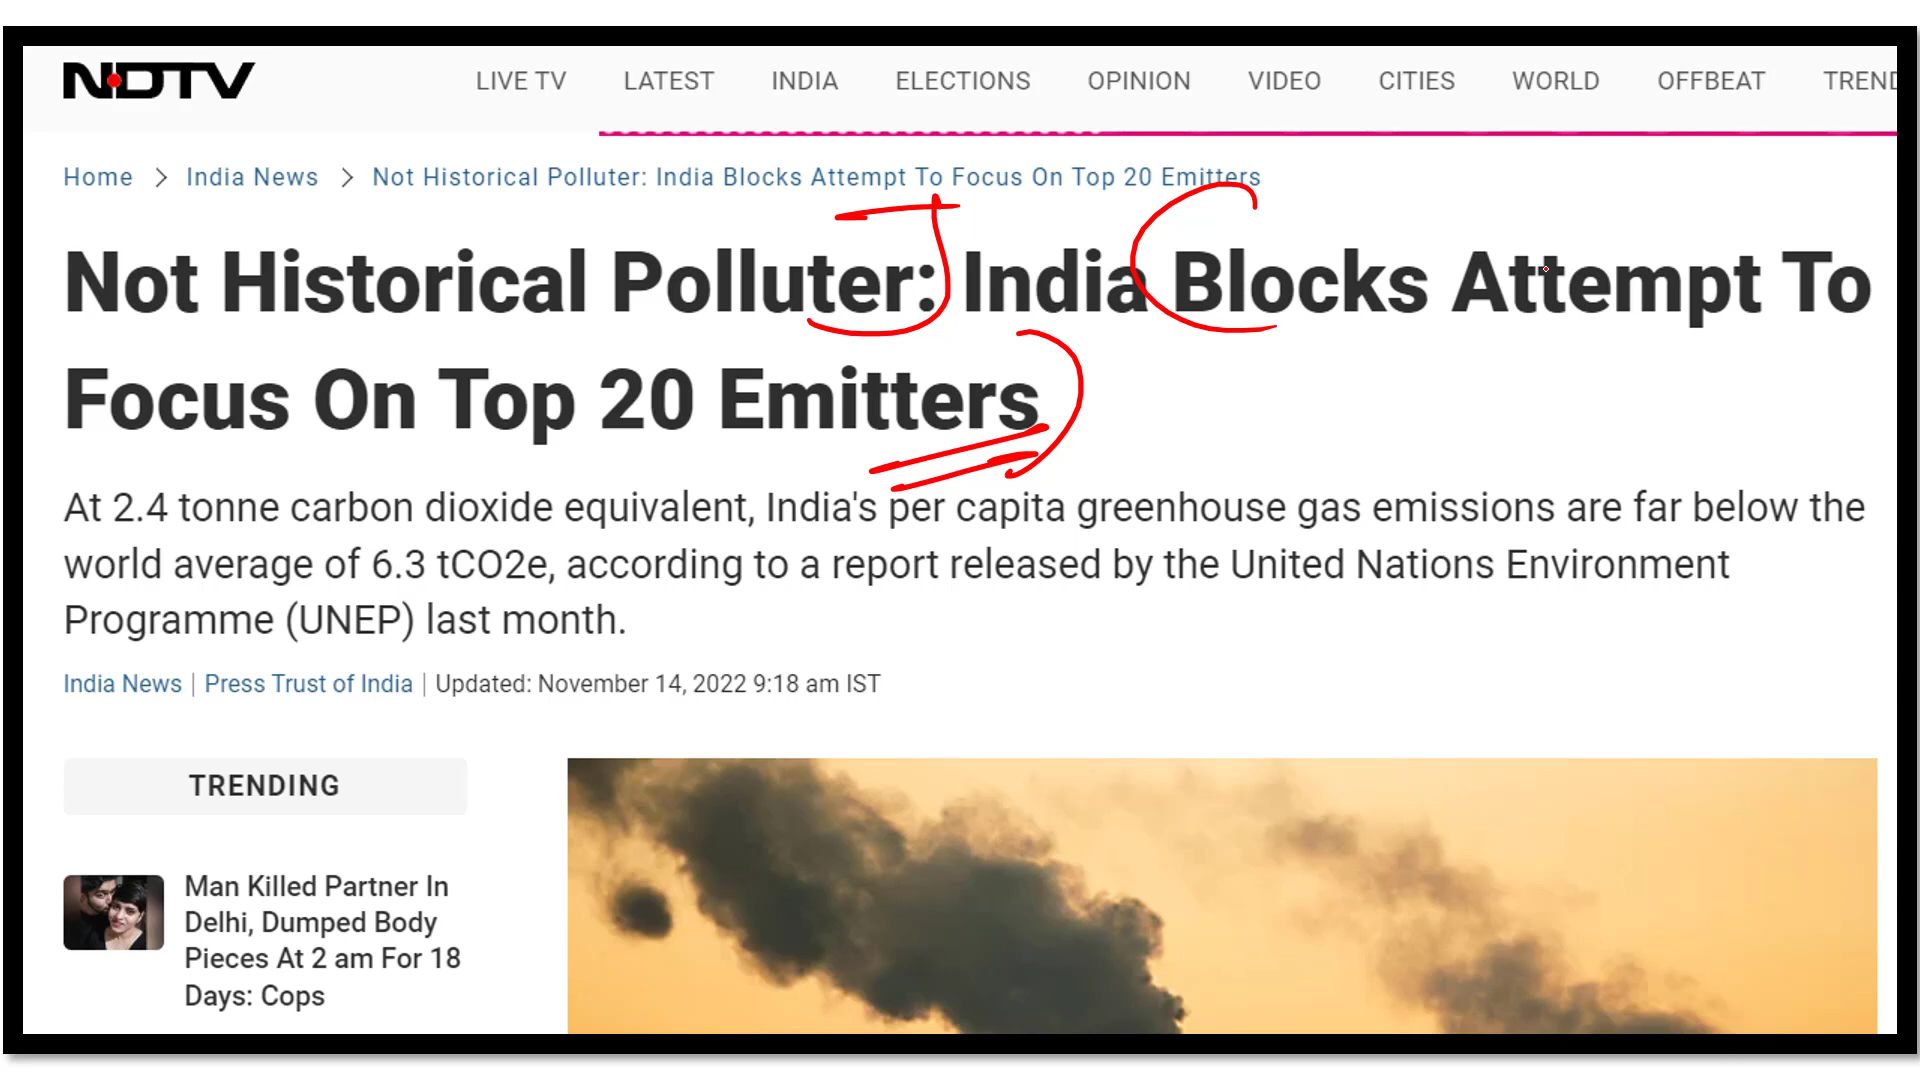 NDTV
LIVE TV LATEST INDIA ELECTIONS OPINION VIDEO CITIES WORLD OFFBEAT TREND
Home > India News > Not Historical Polluter: India Blocks Attempt To Focus On Top 20 Emitters
Not Historical Polluter: India Blocks Attempt To
Focus On Top 20 Emitters
At 2.4 tonne carbon dioxide equivalent, India's per capita greenhouse gas emissions are far below the
world average of 6.3 tCO2e, according to a report released by the United Nations Environment
Programme (UNEP) last month.
India News | Press Trust of India | Updated: November 14, 2022 9:18 am IST
TRENDING
Man Killed Partner In
Delhi, Dumped Body
Pieces At 2 am For 18
Days: Cops